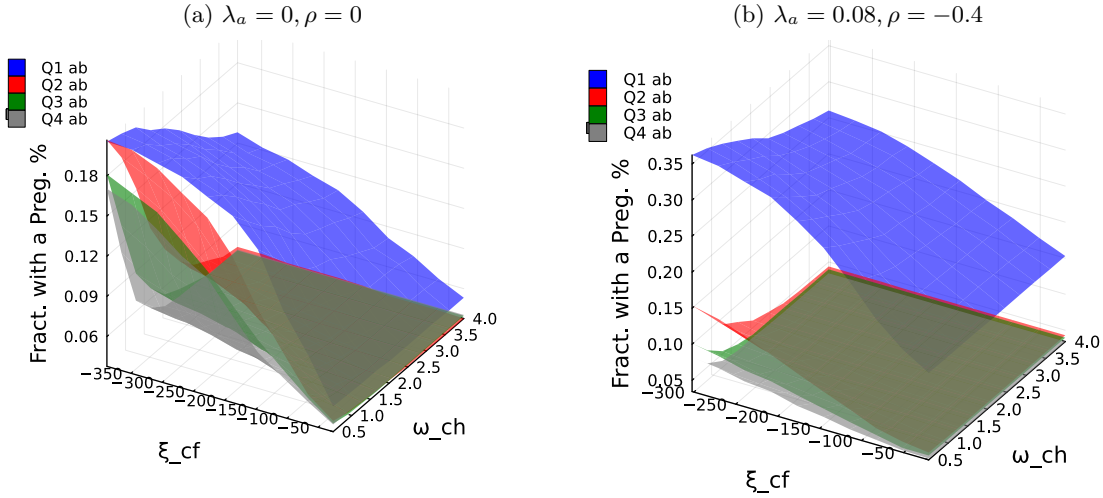 (a) λ_a = 0, ρ = 0
Q1 ab
Q2 ab
Q3 ab
Q4 ab
Fract. with a Preg. %
0.18
0.15
0.12
0.09
0.06
−350
−300
−250
−200
−150
−100
−50
ξ_cf
0.5
1.0
1.5
2.0
2.5
3.0
3.5
4.0
ω_ch
(b) λ_a = 0.08, ρ = −0.4
Q1 ab
Q2 ab
Q3 ab
Q4 ab
Fract. with a Preg. %
0.35
0.30
0.25
0.20
0.15
0.10
0.05
−300
−250
−200
−150
−100
−50
ξ_cf
0.5
1.0
1.5
2.0
2.5
3.0
3.5
4.0
ω_ch